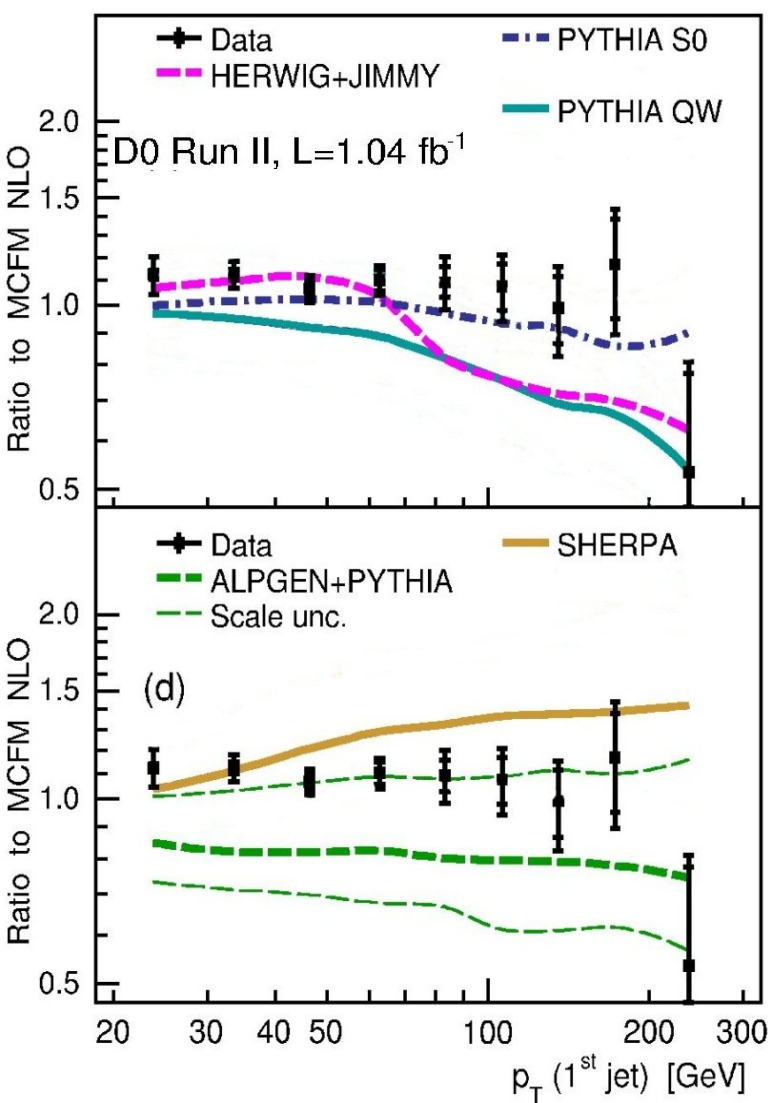 Data
PYTHIA S0
HERWIG+JIMMY
PYTHIA QW
D0 Run II, L=1.04 fb-1
Ratio to MCFM NLO
2.0
1.5
1.0
0.5
Data
SHERPA
ALPGEN+PYTHIA
Scale unc.
(d)
Ratio to MCFM NLO
2.0
1.5
1.0
0.5
20 30 40 50 100 200 300
pT (1st jet) [GeV]